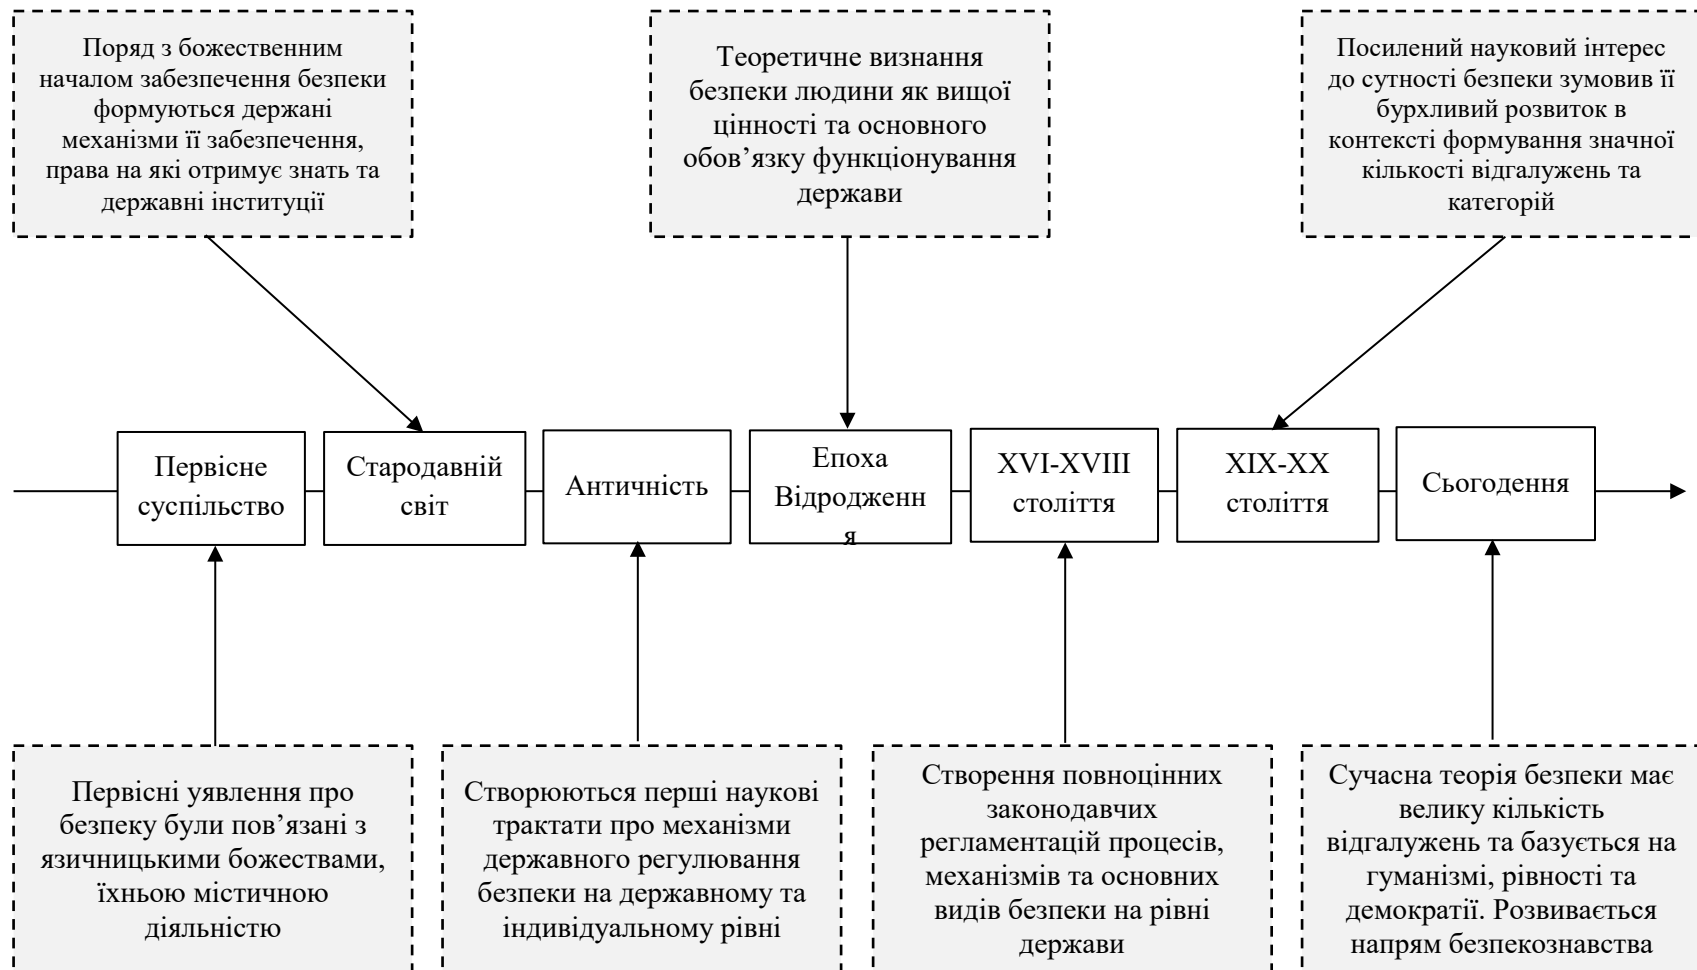 Поряд з божественним
началом забезпечення безпеки
формуються держані
механізми її забезпечення,
права на які отримує знать та
державні інституції
Теоретичне визнання
безпеки людини як вищої
цінності та основного
обов’язку функціонування
держави
Посилений науковий інтерес
до сутності безпеки зумовив її
бурхливий розвиток в
контексті формування значної
кількості відгалужень та
категорій
Первісне
суспільство
Стародавній
світ
Античність
Епоха
Відродженн
я
XVI-XVIII
століття
XIX-XX
століття
Сьогодення
Первісні уявлення про
безпеку були пов’язані з
язичницькими божествами,
їхньою містичною
діяльністю
Створюються перші наукові
трактати про механізми
державного регулювання
безпеки на державному та
індивідуальному рівні
Створення повноцінних
законодавчих
регламентацій процесів,
механізмів та основних
видів безпеки на рівні
держави
Сучасна теорія безпеки має
велику кількість
відгалужень та базується на
гуманізмі, рівності та
демократії. Розвивається
напрям безпекознавства